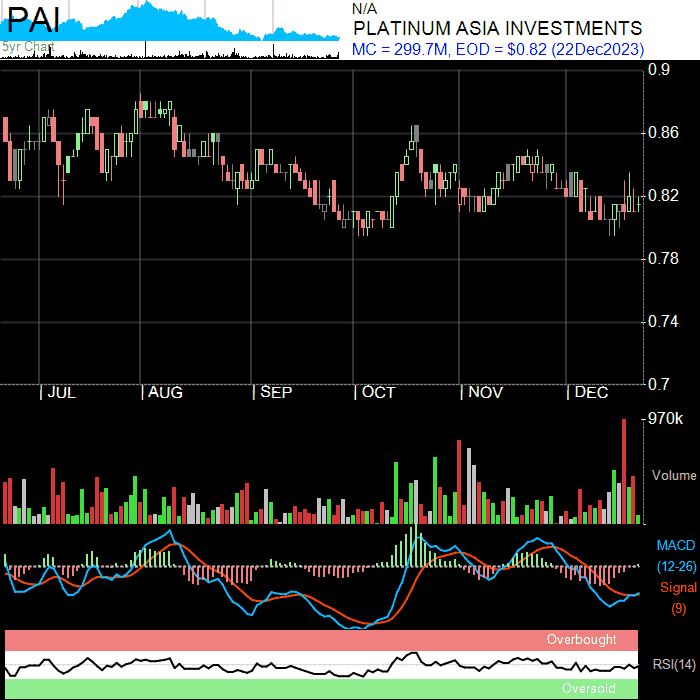 PAI
5yr Chart
N/A
PLATINUM ASIA INVESTMENTS
MC = 299.7M, EOD = $0.82 (22Dec2023)
0.9
0.86
0.82
0.78
0.74
0.7
JUL
AUG
SEP
OCT
NOV
DEC
970k
Volume
MACD
(12-26)
Signal
(9)
Overbought
RSI(14)
Oversold